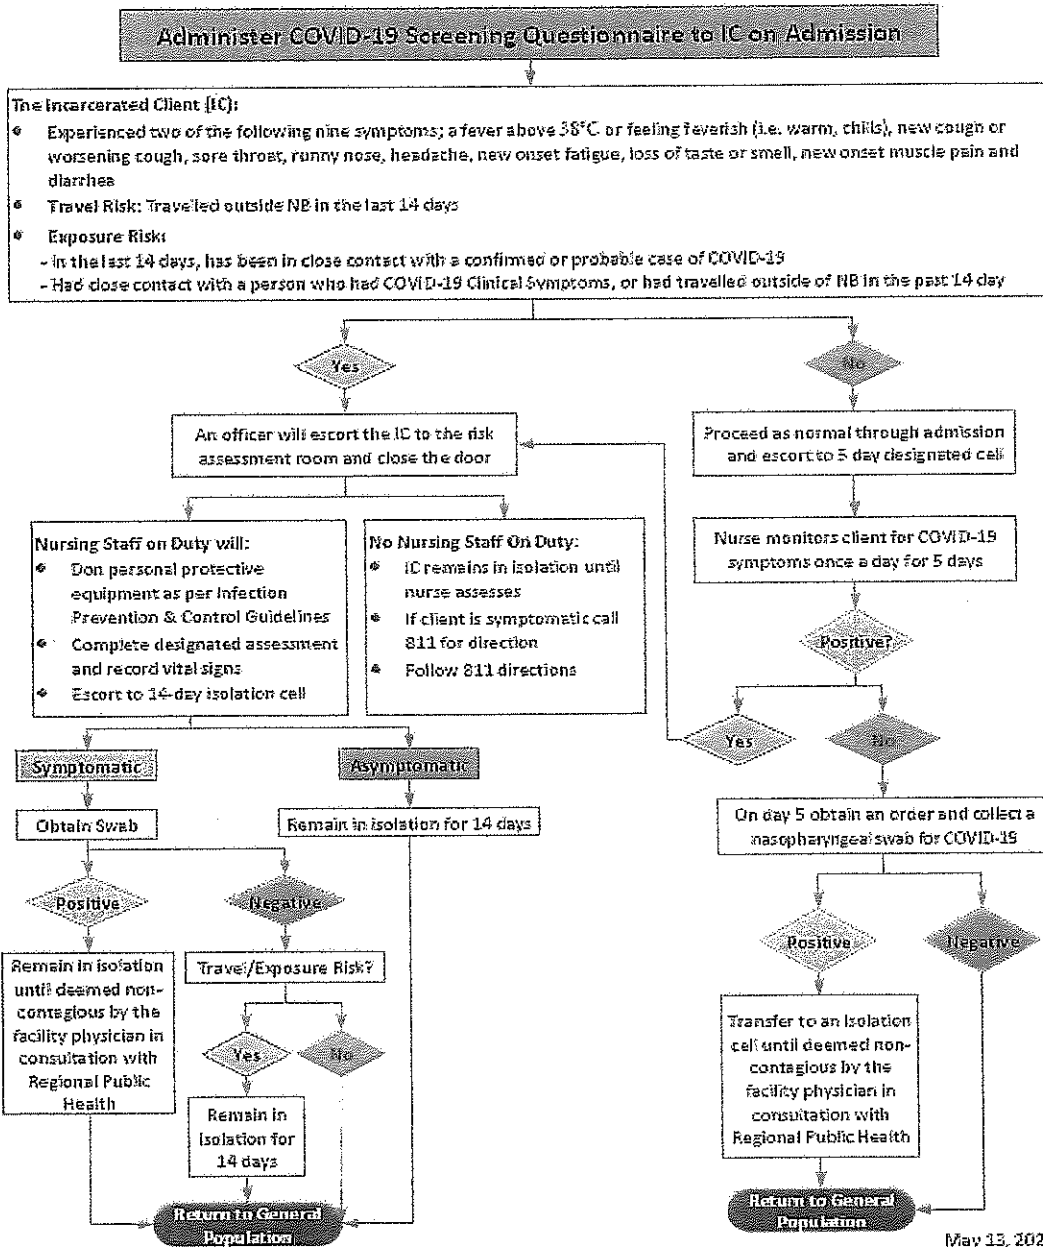 Administer COVID-19 Screening Questionnaire to IC on Admission
The Incarcerated Client (IC):
• Experienced two of the following nine symptoms; a fever above 38°C or feeling feverish (i.e. warm, chills), new cough or
worsening cough, sore throat, runny nose, headache, new onset fatigue, loss of taste or smell, new onset muscle pain and
diarrhea
• Travel Risk: Travelled outside NB in the last 14 days
• Exposure Risk:
- In the last 14 days, has been in close contact with a confirmed or probable case of COVID-19
- Had close contact with a person who had COVID-19 Clinical Symptoms, or had travelled outside of NB in the past 14 day
Yes
No
An officer will escort the IC to the risk
assessment room and close the door
Proceed as normal through admission
and escort to 5 day designated cell
Nursing Staff on Duty will:
• Don personal protective
equipment as per Infection
Prevention & Control Guidelines
• Complete designated assessment
and record vital signs
• Escort to 14-day isolation cell
No Nursing Staff On Duty:
• IC remains in isolation until
nurse assesses
• If client is symptomatic call
811 for direction
• Follow 811 directions
Nurse monitors client for COVID-19
symptoms once a day for 5 days
Positive?
Yes
No
Symptomatic
Asymptomatic
Obtain Swab
Remain in isolation for 14 days
On day 5 obtain an order and collect a
nasopharyngeal swab for COVID-19
Positive
Negative
Positive
Negative
Remain in isolation
until deemed non-
contagious by the
facility physician in
consultation with
Regional Public
Health
Travel/Exposure Risk?
Yes
No
Remain in
isolation for
14 days
Transfer to an isolation
cell until deemed non-
contagious by the
facility physician in
consultation with
Regional Public Health
Return to General
Population
Return to General
Population
May 13, 202